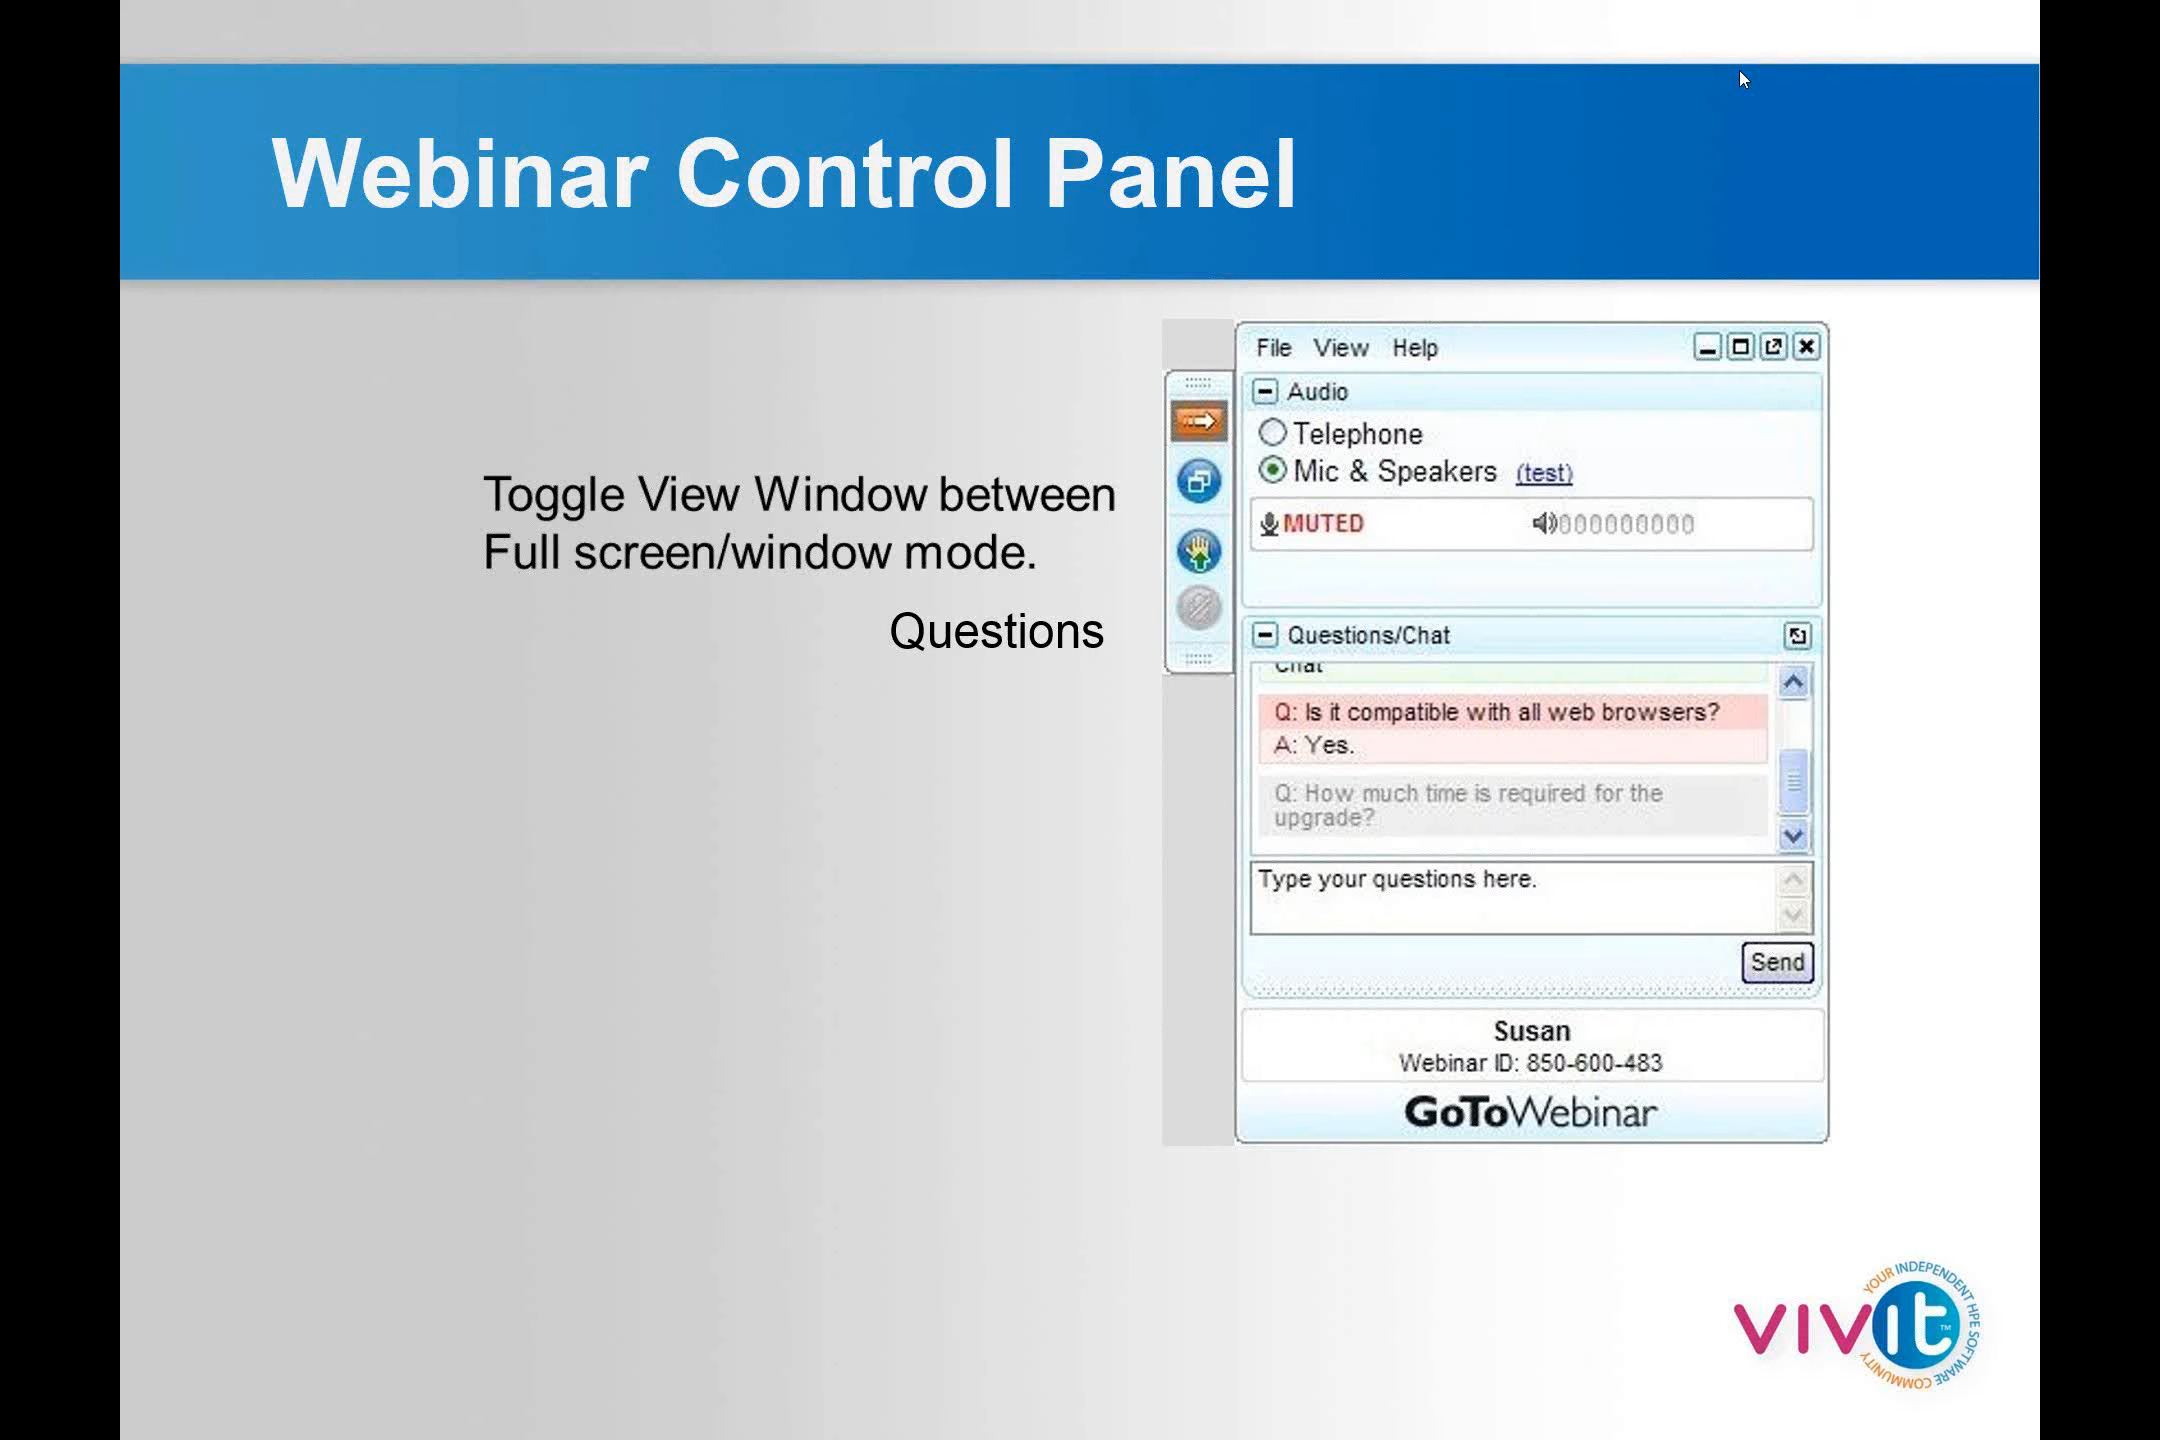 Webinar Control Panel
Toggle View Window between
Full screen/window mode.
Questions
File View Help
Audio
Telephone
Mic & Speakers (test)
MUTED
Questions/Chat
Chat
Q: Is it compatible with all web browsers?
A: Yes.
Q: How much time is required for the
upgrade?
Type your questions here.
Send
Susan
Webinar ID: 850-600-483
GoToWebinar
vivit™
YOUR INDEPENDENT HPE SOFTWARE COMMUNITY